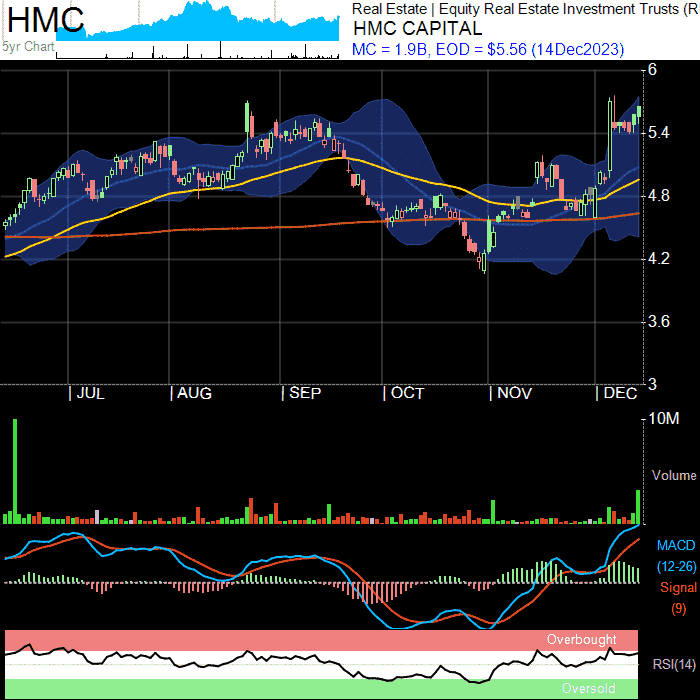 HMC
5yr Chart
Real Estate | Equity Real Estate Investment Trusts (R
HMC CAPITAL
MC = 1.9B, EOD = $5.56 (14Dec2023)
6
5.4
4.8
4.2
3.6
3
| JUL | AUG | SEP | OCT | NOV | DEC
10M
Volume
MACD
(12-26)
Signal
(9)
Overbought
RSI(14)
Oversold